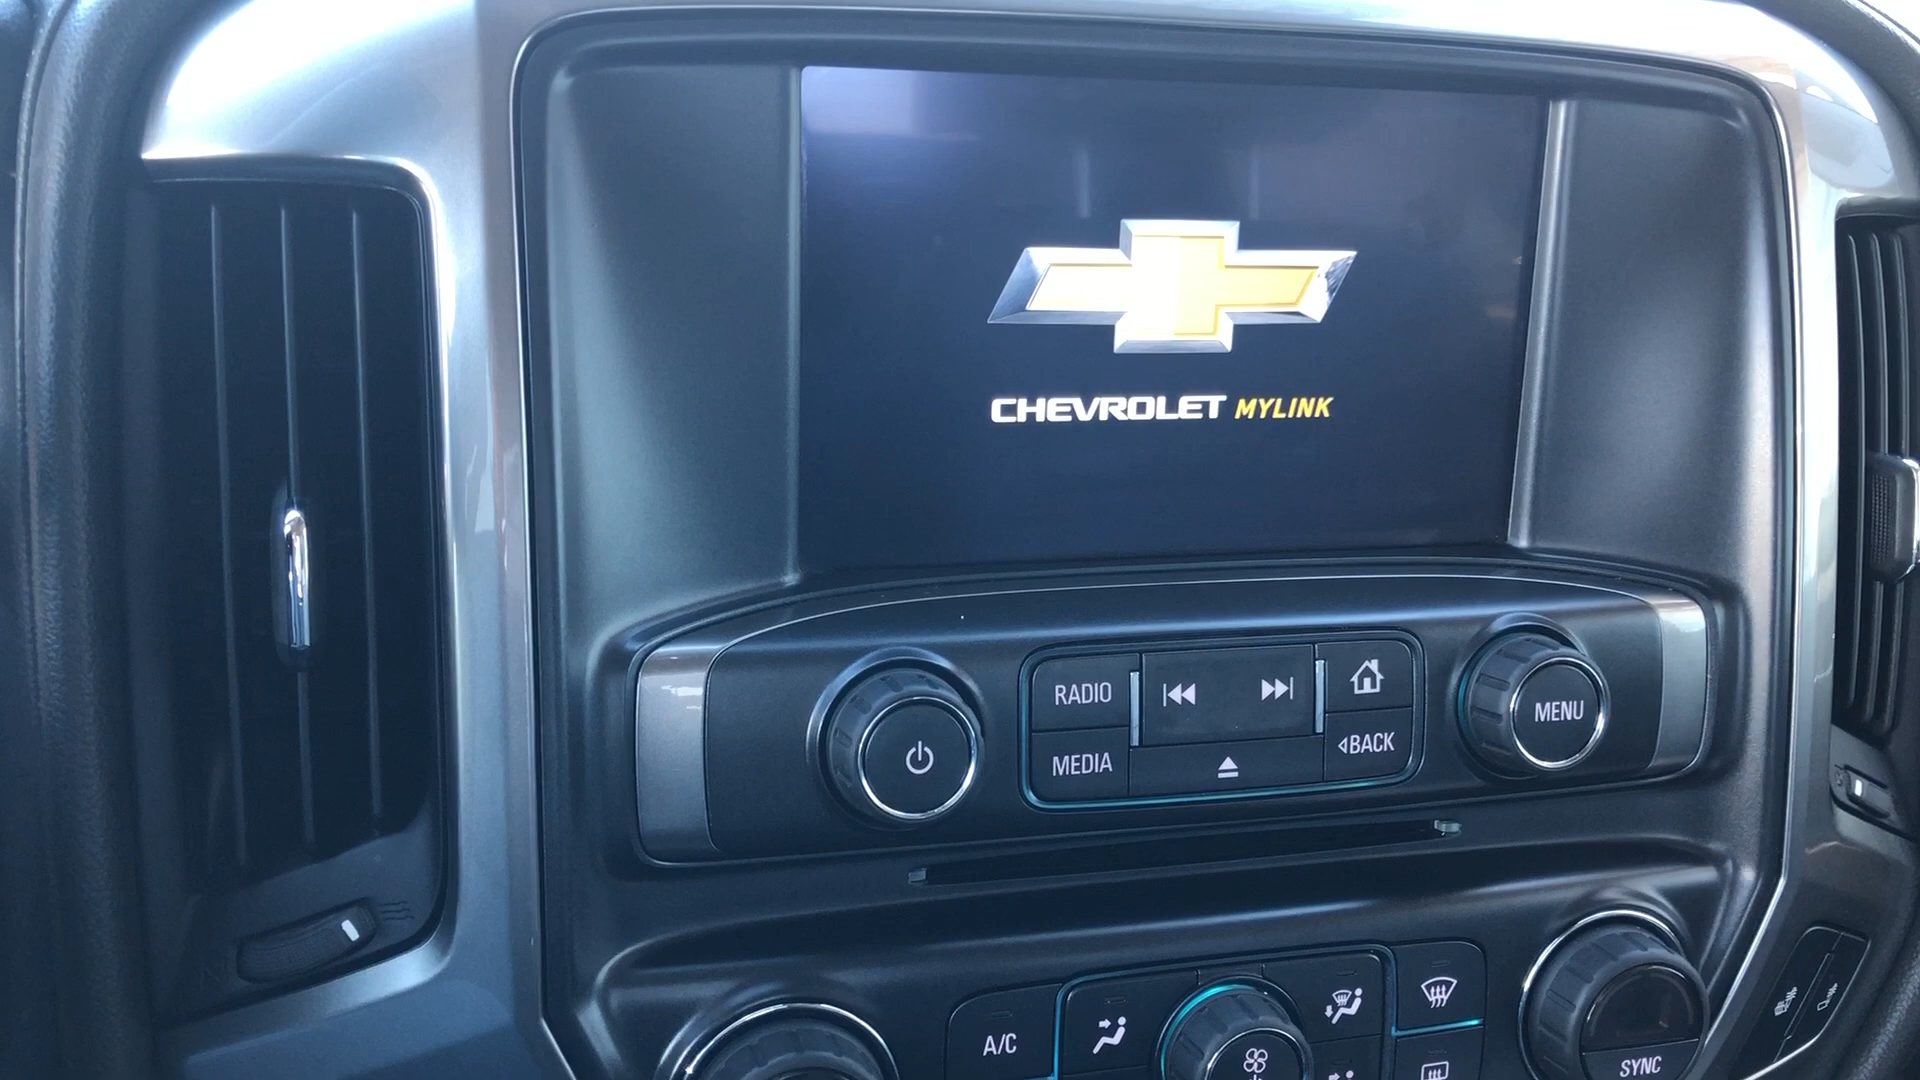 CHEVROLET MYLINK
RADIO
MEDIA
BACK
MENU
A/C
SYNC